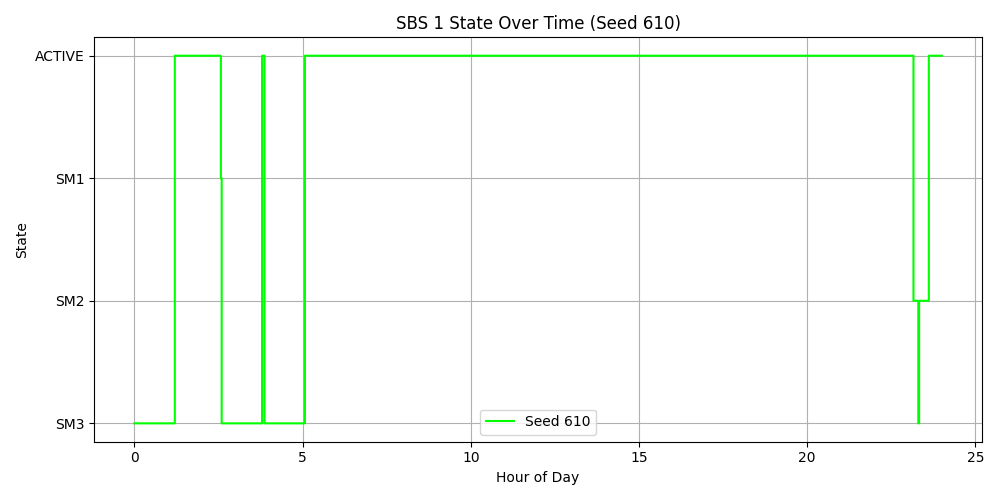 SBS 1 State Over Time (Seed 610)
ACTIVE
SM1
SM2
SM3
State
0 5 10 15 20 25
Hour of Day
Seed 610